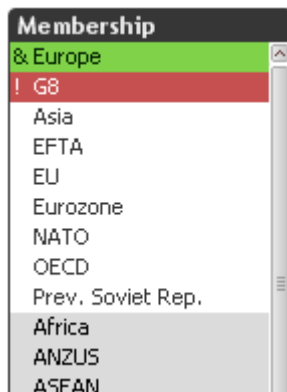 Membership
& Europe
! G8
Asia
EFTA
EU
Eurozone
NATO
OECD
Prev. Soviet Rep.
Africa
ANZUS
ASEAN